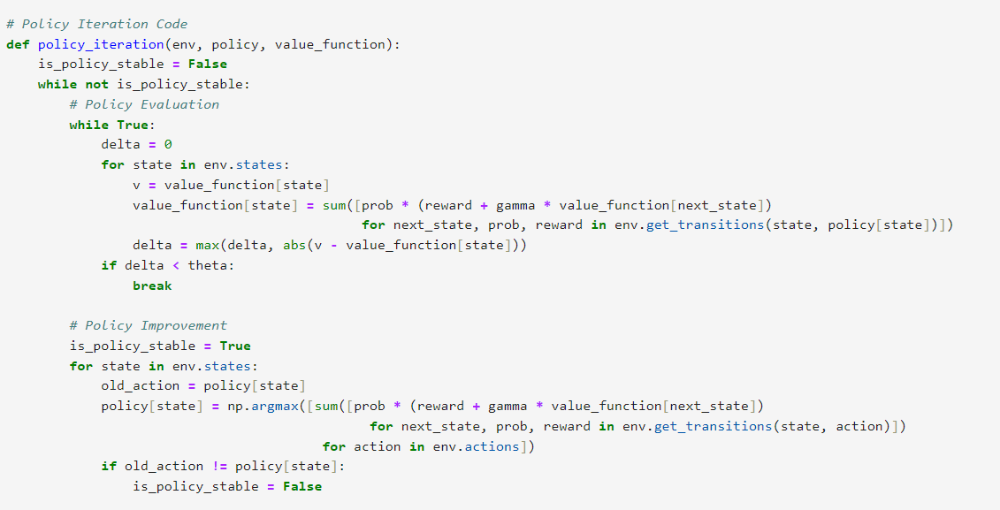 # Policy Iteration Code
def policy_iteration(env, policy, value_function):
    is_policy_stable = False
    while not is_policy_stable:
        # Policy Evaluation
        while True:
            delta = 0
            for state in env.states:
                v = value_function[state]
                value_function[state] = sum([prob * (reward + gamma * value_function[next_state])
                                             for next_state, prob, reward in env.get_transitions(state, policy[state])])
                delta = max(delta, abs(v - value_function[state]))
            if delta < theta:
                break

        # Policy Improvement
        is_policy_stable = True
        for state in env.states:
            old_action = policy[state]
            policy[state] = np.argmax([sum([prob * (reward + gamma * value_function[next_state])
                                              for next_state, prob, reward in env.get_transitions(state, action)])
                                        for action in env.actions])
            if old_action != policy[state]:
                is_policy_stable = False